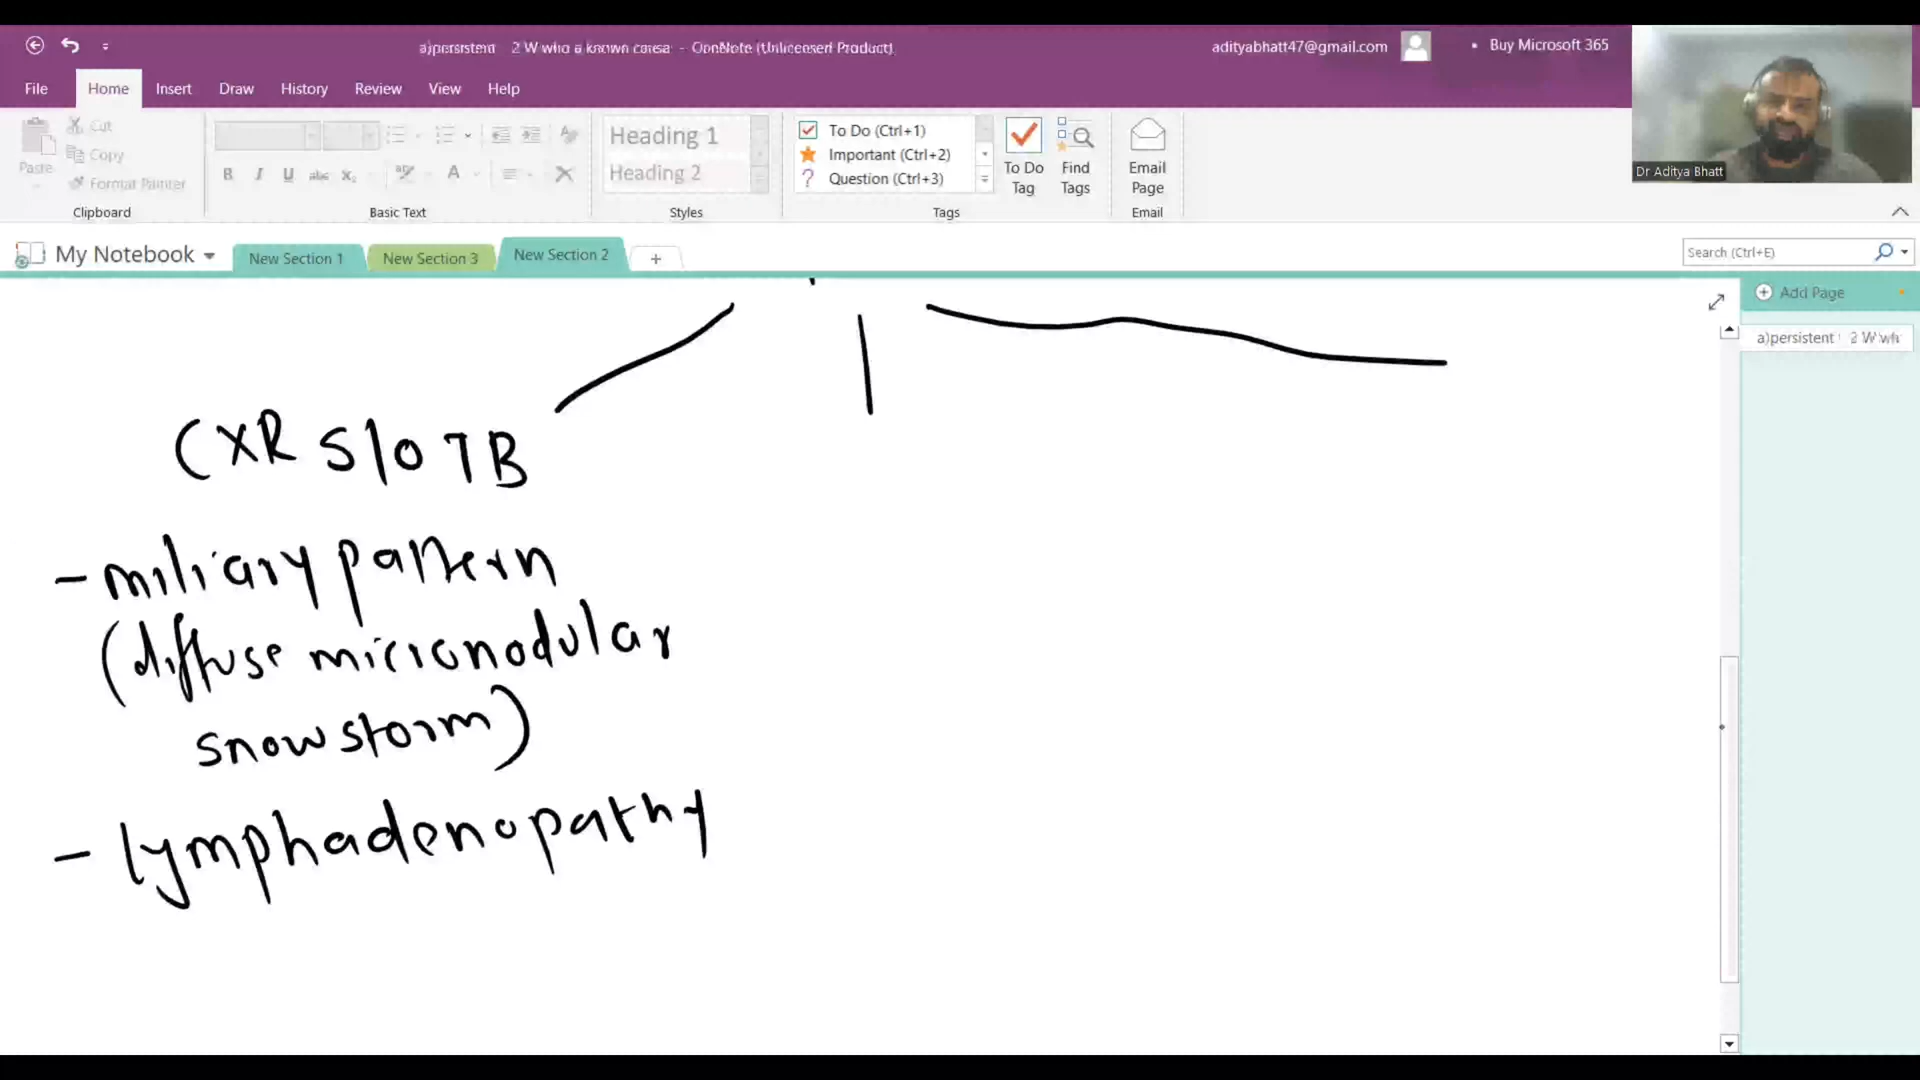 a)persistent 2 W who a known causa - OneNote (Unlicensed Product)
adityabhatt47@gmail.com
Buy Microsoft 365
File Home Insert Draw History Review View Help
Dr Aditya Bhatt
Paste
Cut
Copy
Format Painter
Clipboard
B I U abc X₂ A
Basic Text
Heading 1
Heading 2
Styles
To Do (Ctrl+1)
Important (Ctrl+2)
Question (Ctrl+3)
Tags
To Do
Tag
Find
Tags
Email
Page
Email
My Notebook
New Section 1
New Section 3
New Section 2
Search (Ctrl+E)
Add Page
a)persistent 2 W wh
CXR S/O TB
- miliary pattern
(diffuse micronodular
snowstorm)
- lymphadenopathy